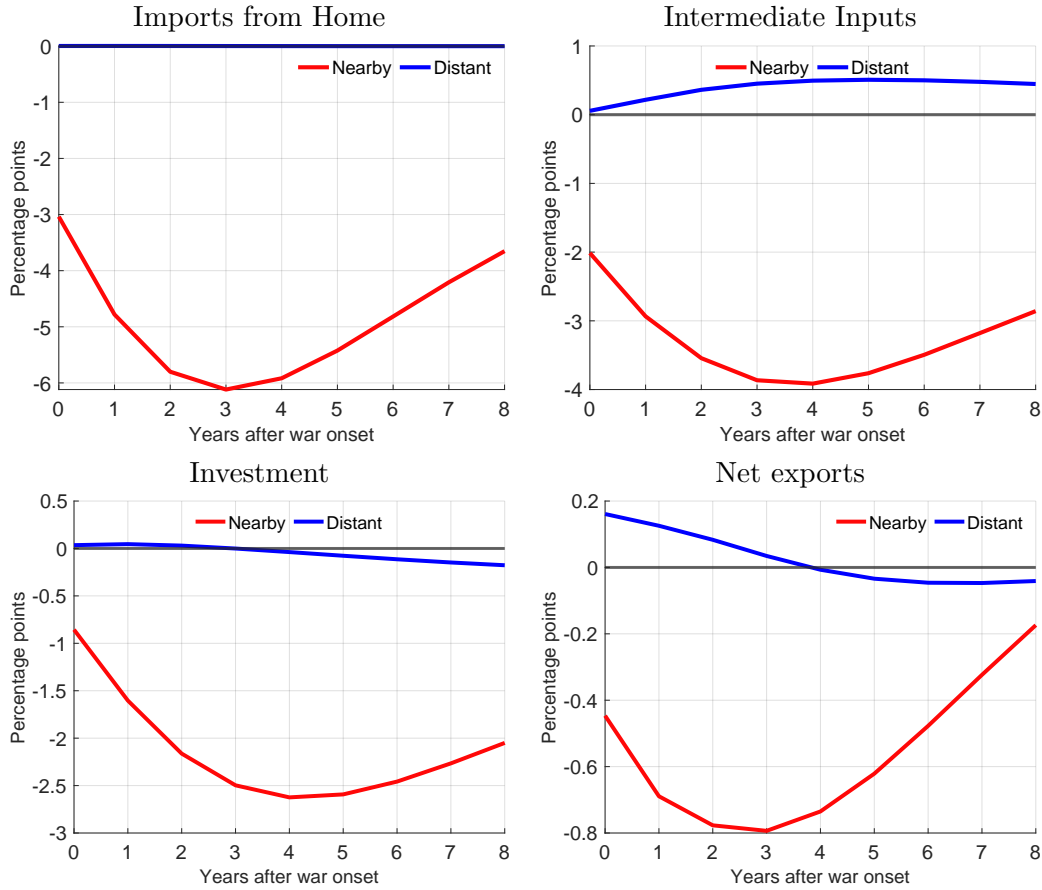 Imports from Home
0
-1
-2
-3
-4
-5
-6
Percentage points
Nearby
Distant
0 1 2 3 4 5 6 7 8
Years after war onset
Intermediate Inputs
1
0
-1
-2
-3
-4
Percentage points
Nearby
Distant
0 1 2 3 4 5 6 7 8
Years after war onset
Investment
0.5
0
-0.5
-1
-1.5
-2
-2.5
-3
Percentage points
Nearby
Distant
0 1 2 3 4 5 6 7 8
Years after war onset
Net exports
0.2
0
-0.2
-0.4
-0.6
-0.8
Percentage points
Nearby
Distant
0 1 2 3 4 5 6 7 8
Years after war onset